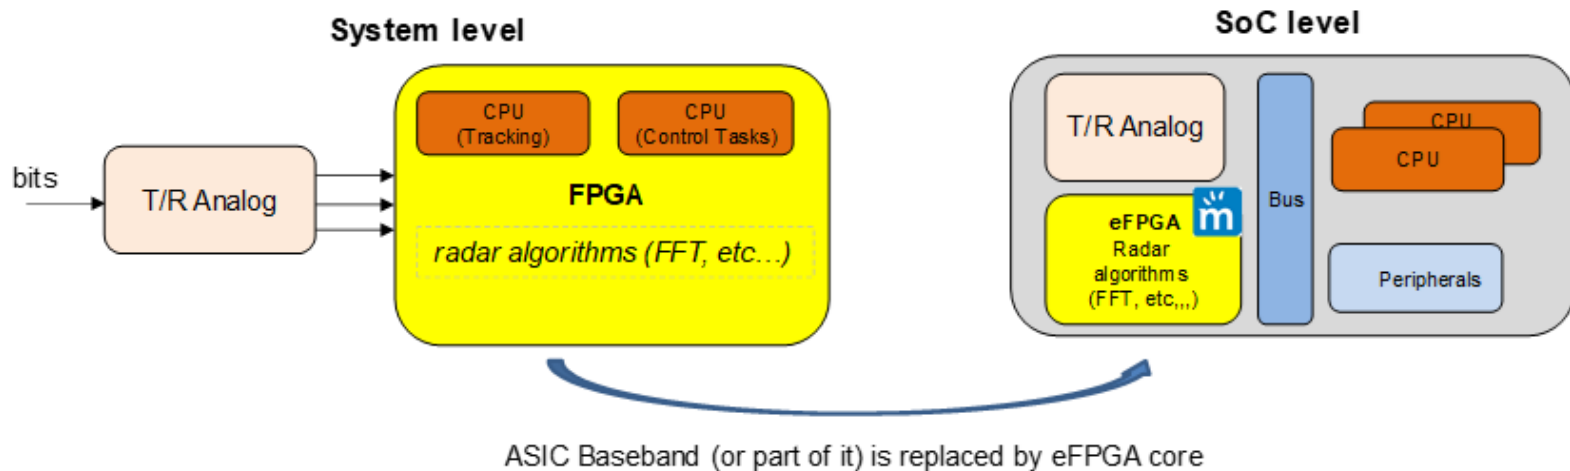 System level
SoC level
bits
T/R Analog
CPU
(Tracking)
CPU
(Control Tasks)
FPGA
radar algorithms (FFT, etc…)
T/R Analog
eFPGA
Radar
algorithms
(FFT, etc,,,)
m
Bus
CPU
CPU
Peripherals
ASIC Baseband (or part of it) is replaced by eFPGA core